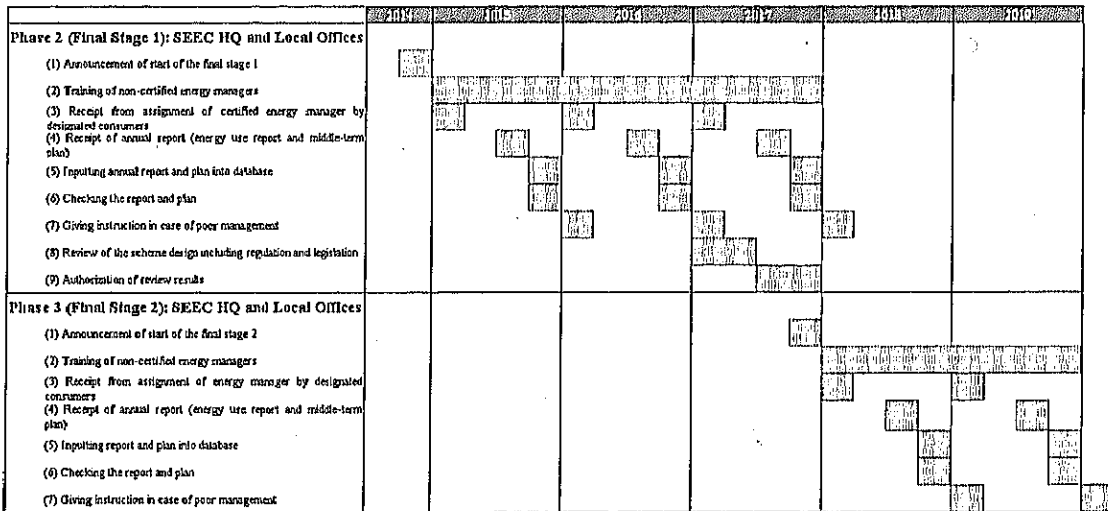 2014 2015 2016 2017 2018 2019
Phase 2 (Final Stage 1): SEEC HQ and Local Offices
(1) Announcement of start of the final stage 1
(2) Training of non-certified energy managers
(3) Receipt from assignment of certified energy manager by
designated consumers
(4) Receipt of annual report (energy use report and middle-term
plan)
(5) Inputting annual report and plan into database
(6) Checking the report and plan
(7) Giving instruction in case of poor management
(8) Review of the scheme design including regulation and legislation
(9) Authorization of review results
Phase 3 (Final Stage 2): SEEC HQ and Local Offices
(1) Announcement of start of the final stage 2
(2) Training of non-certified energy managers
(3) Receipt from assignment of energy manager by designated
consumers
(4) Receipt of annual report (energy use report and middle-term
plan)
(5) Inputting report and plan into database
(6) Checking the report and plan
(7) Giving instruction in case of poor management